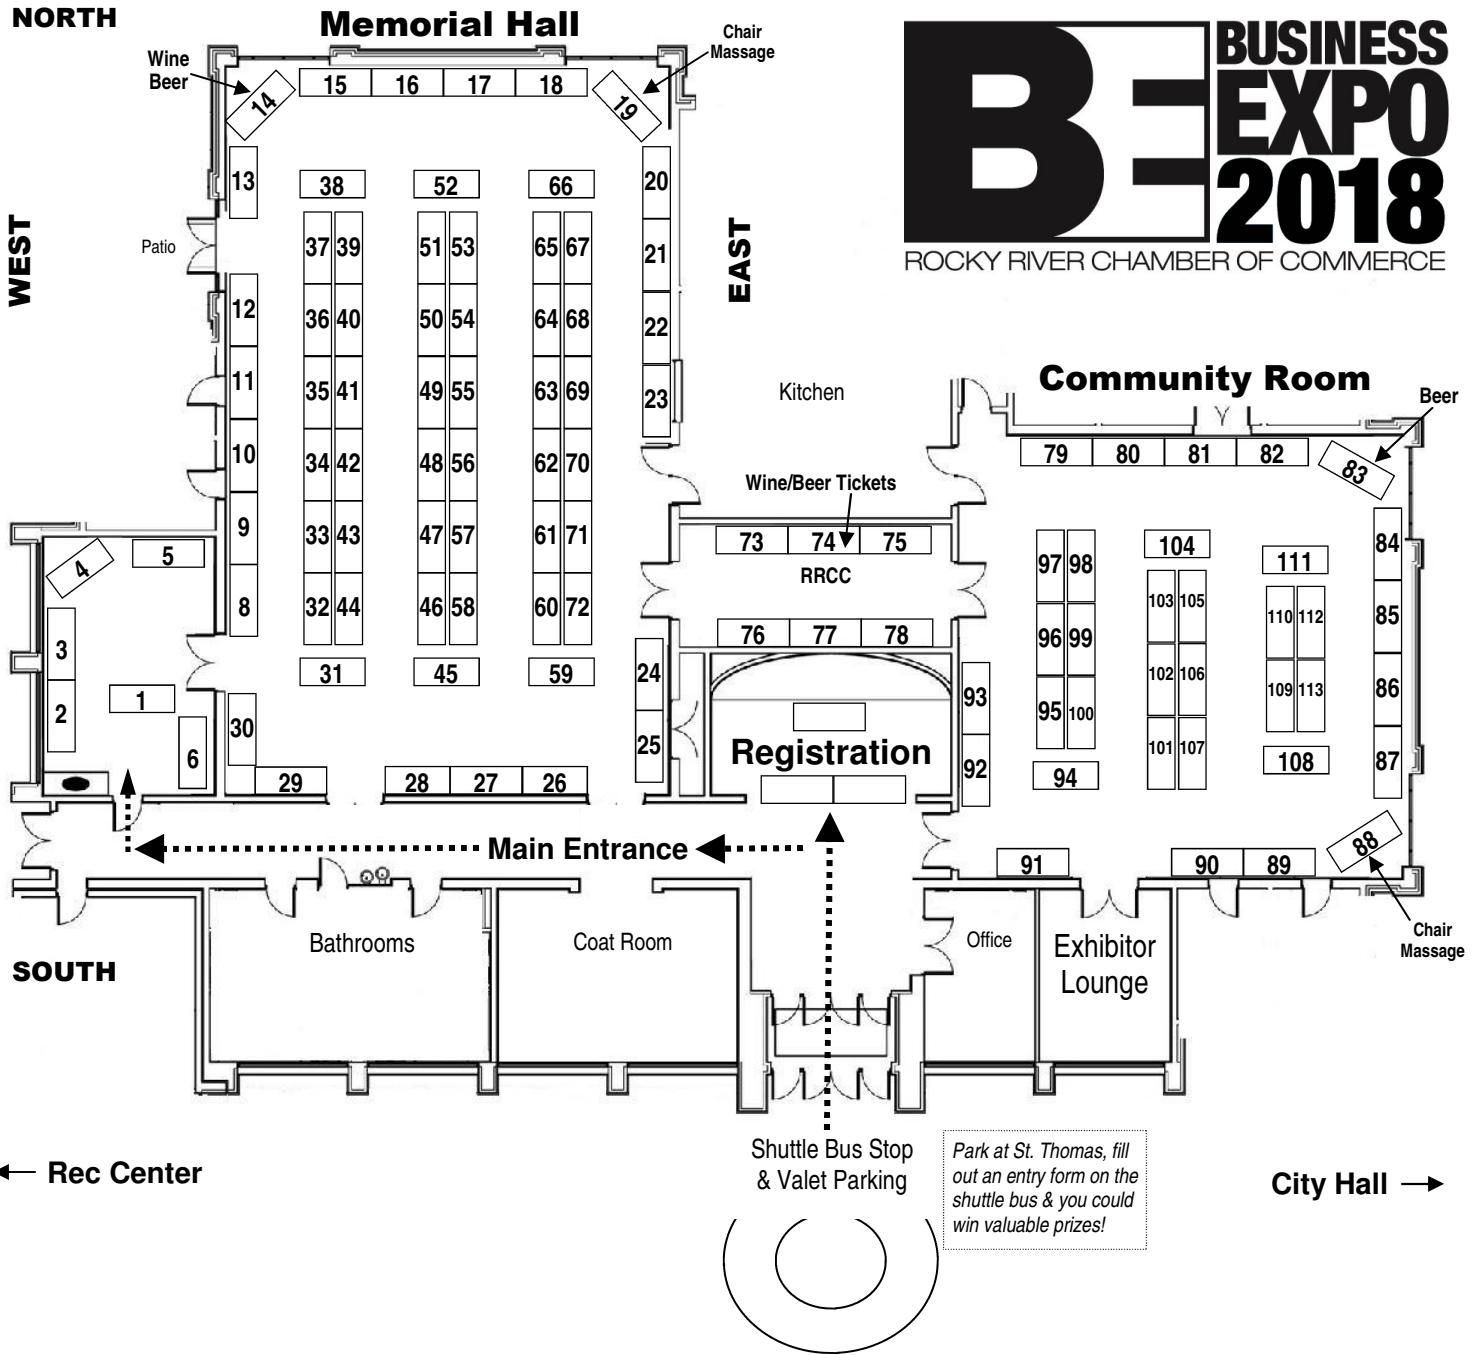 NORTH
Memorial Hall
Wine
Beer
Chair
Massage
BE
BUSINESS
EXPO
2018
ROCKY RIVER CHAMBER OF COMMERCE
14
15 16 17 18
19
13
38 52 66
20
WEST
Patio
EAST
37 39 51 53 65 67
21
12
36 40 50 54 64 68
22
11
35 41 49 55 63 69
23
10
34 42 48 56 62 70
9
33 43 47 57 61 71
8
32 44 46 58 60 72
31 45 59
24
25
30
29 28 27 26
4
5
3
2
1
6
Kitchen
Wine/Beer Tickets
73 74 75
RRCC
76 77 78
Registration
Community Room
Beer
79 80 81 82
83
97 98
104
111
84
103 105
110 112
85
96 99
102 106
109 113
86
93
95 100
101 107
108
87
92
94
88
91 90 89
Chair
Massage
Main Entrance
SOUTH
Bathrooms
Coat Room
Office
Exhibitor
Lounge
Rec Center
Shuttle Bus Stop
& Valet Parking
Park at St. Thomas, fill
out an entry form on the
shuttle bus & you could
win valuable prizes!
City Hall